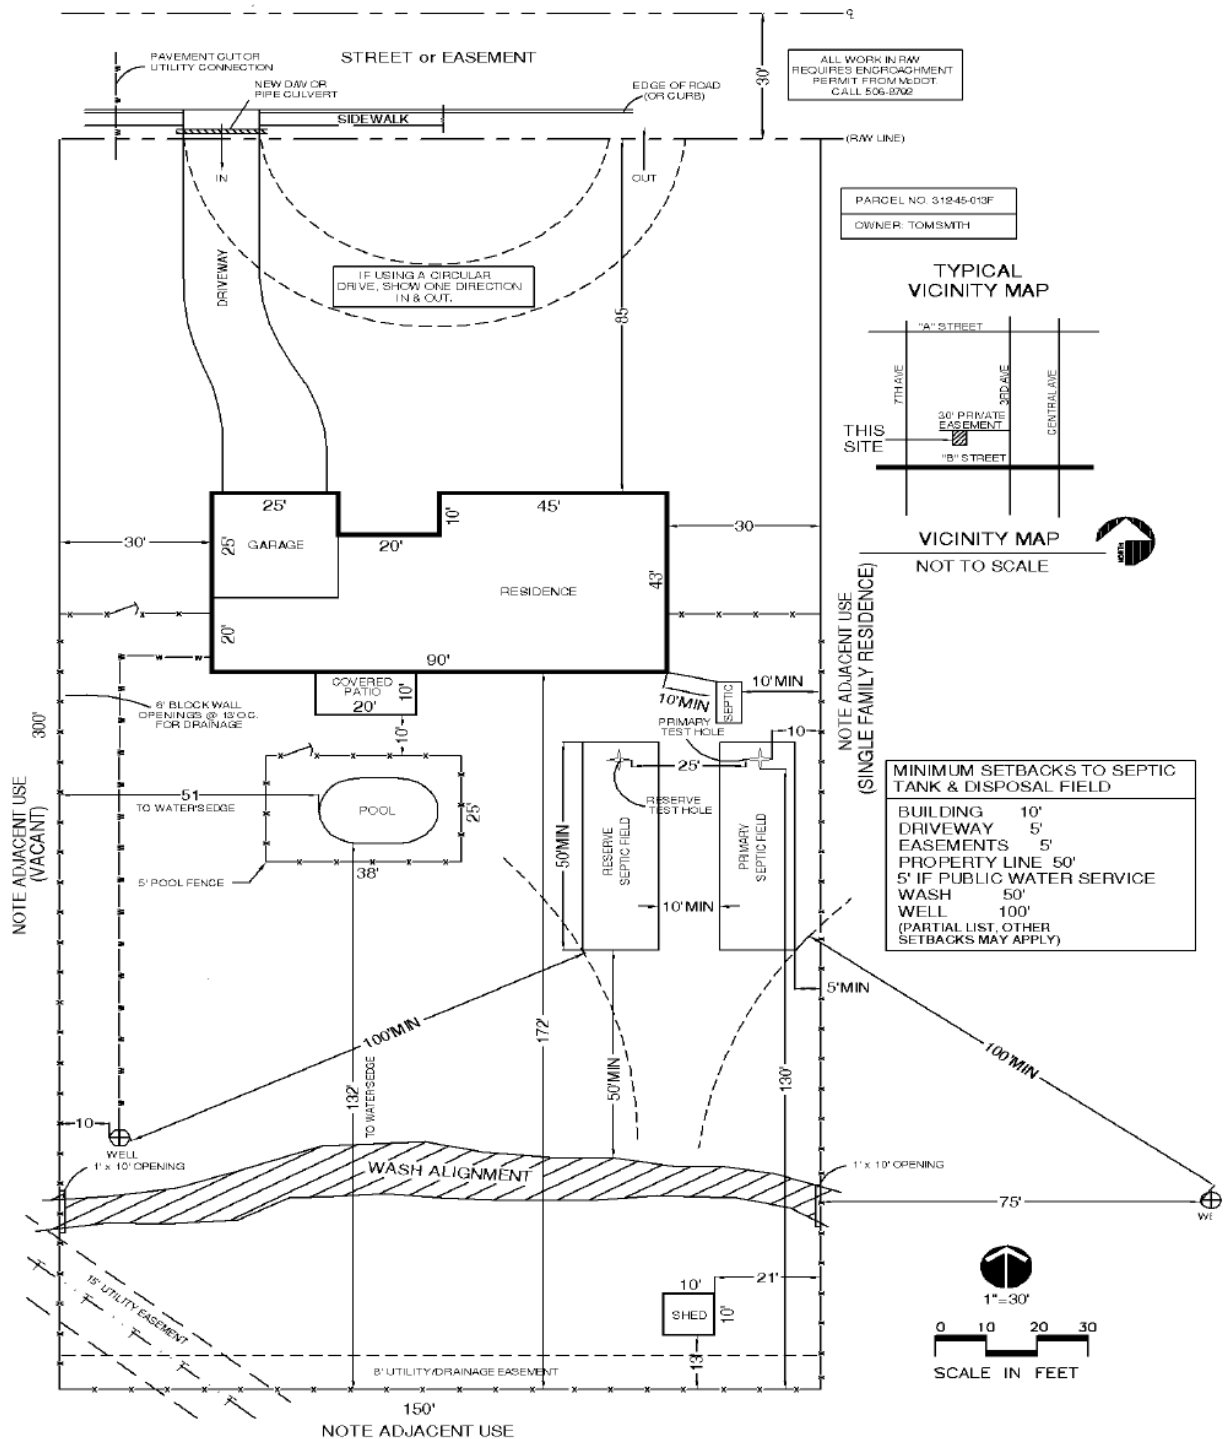 PAVEMENT CUT OR
UTILITY CONNECTION
STREET or EASEMENT
NEW D/W OR
PIPE CULVERT
EDGE OF ROAD
(OR CURB)
SIDEWALK
30'
ALL WORK IN R/W
REQUIRES ENCROACHMENT
PERMIT FROM McDOT.
CALL 506-8798
(R/W LINE)
IN
OUT
DRIVEWAY
IF USING A CIRCULAR
DRIVE, SHOW ONE DIRECTION
IN & OUT.
85
PARCEL NO. 312-45-013F
OWNER: TOM SMITH
TYPICAL
VICINITY MAP
"A" STREET
7TH AVE
3RD AVE
CENTRAL AVE
30' PRIVATE
EASEMENT
THIS
SITE
"B" STREET
VICINITY MAP
NOT TO SCALE
25'
10'
45'
30'
25'
GARAGE
20'
30
RESIDENCE
43'
20'
90'
COVERED
PATIO
10'
20'
10'
6' BLOCK WALL
OPENINGS @ 13' O.C.
FOR DRAINAGE
300'
10' MIN
10' MIN
SEPTIC
PRIMARY
TEST HOLE
10
25'
RESERVE
TEST HOLE
NOTE ADJACENT USE
(SINGLE FAMILY RESIDENCE)
51
TO WATERS EDGE
POOL
25'
38'
5' POOL FENCE
50' MIN
RESERVE
SEPTIC FIELD
PRIMARY
SEPTIC FIELD
10' MIN
NOTE ADJACENT USE
(VACANT)
MINIMUM SETBACKS TO SEPTIC
TANK & DISPOSAL FIELD
BUILDING 10'
DRIVEWAY 5'
EASEMENTS 5'
PROPERTY LINE 50'
5' IF PUBLIC WATER SERVICE
WASH 50'
WELL 100'
(PARTIAL LIST, OTHER
SETBACKS MAY APPLY)
5' MIN
100' MIN
172'
50' MIN
130'
100' MIN
132'
TO WATERS EDGE
10
WELL
1' x 10' OPENING
WASH ALIGNMENT
1' x 10' OPENING
75'
WE
15' UTILITY EASEMENT
10'
21'
SHED
10'
13'
8' UTILITY/DRAINAGE EASEMENT
1"=30'
0 10 20 30
SCALE IN FEET
150'
NOTE ADJACENT USE